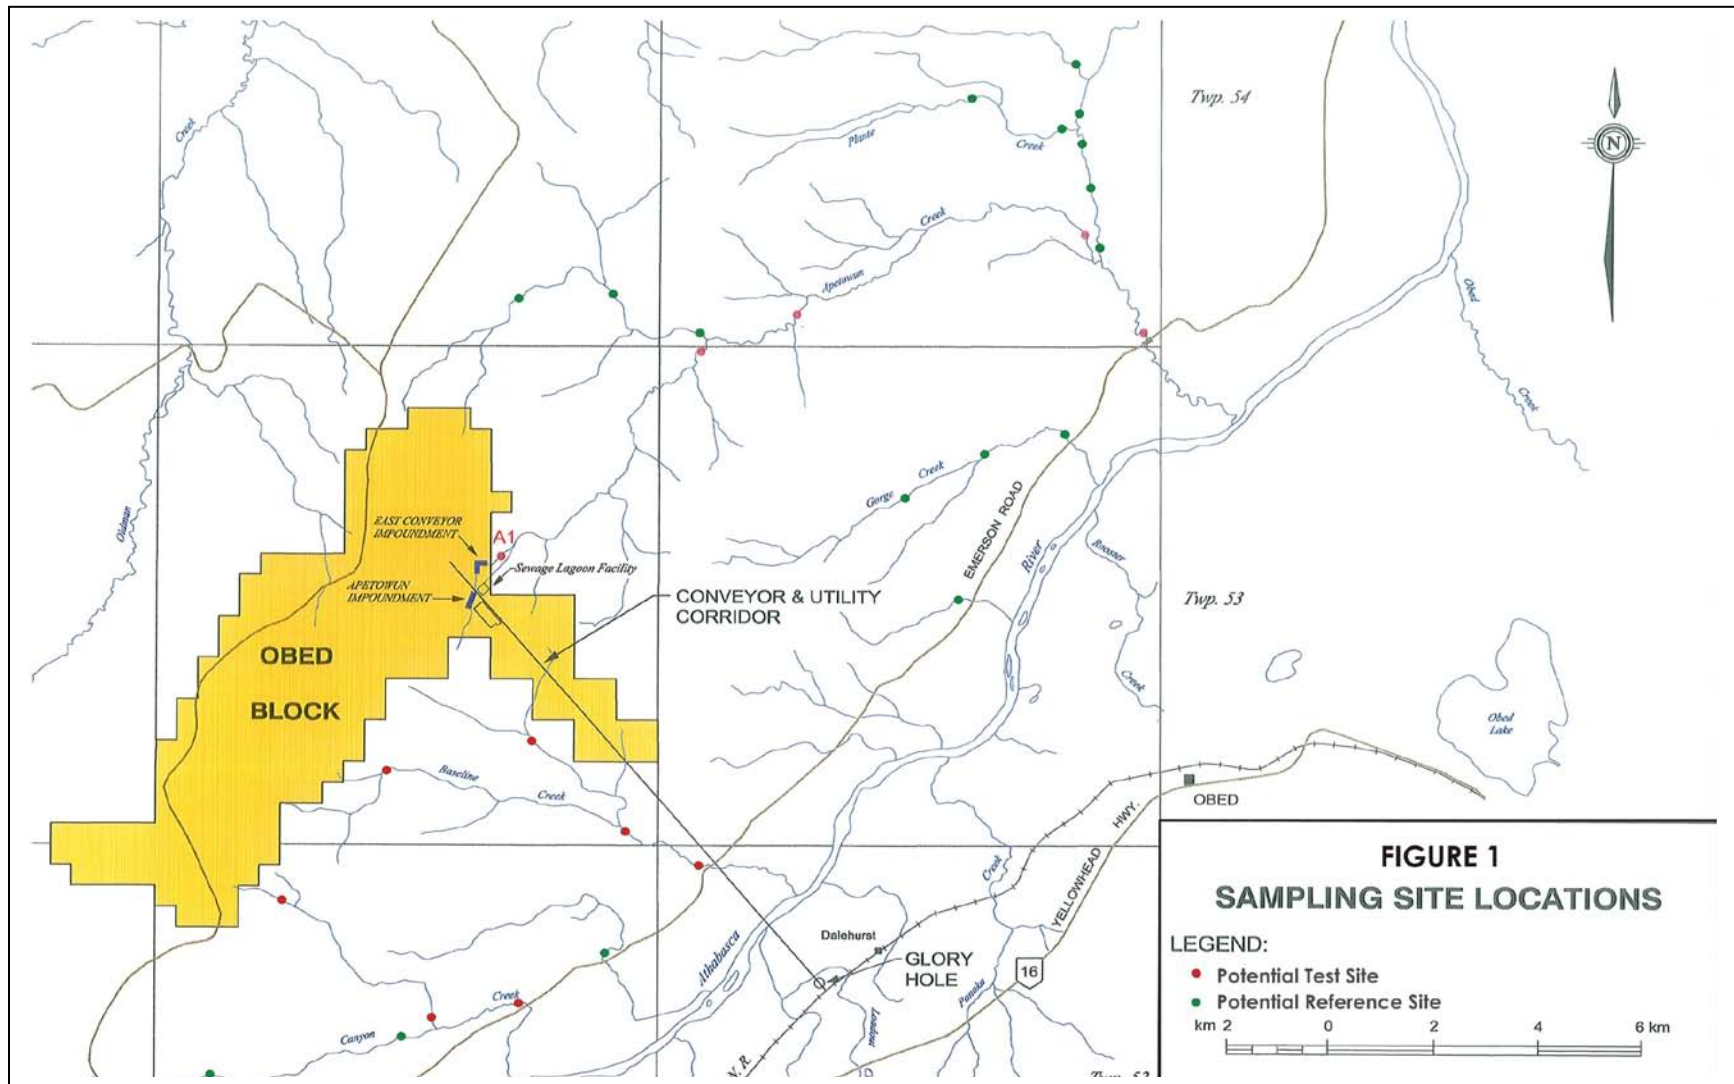 Twp. 54
N
Creek
Plante
Creek
Creek
Apetowun
Obed
Creek
Creek
Gorge
Oldman
EAST CONVEYOR
IMPOUNDMENT
A1
Sewage Lagoon Facility
APETOWUN
IMPOUNDMENT
CONVEYOR & UTILITY
CORRIDOR
EMERSON ROAD
River
Rooster
Creek
Twp. 53
OBED
BLOCK
Obed
Lake
Baseline
Creek
OBED
YELLOWHEAD HWY.
Creek
Dalehurst
GLORY
HOLE
16
Athabasca
Ponoka
Creek
Canyon
N. R.
FIGURE 1
SAMPLING SITE LOCATIONS
LEGEND:
Potential Test Site
Potential Reference Site
km 2 0 2 4 6 km